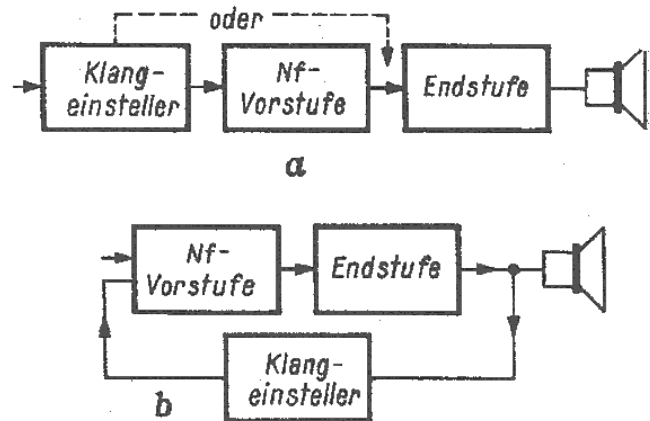 oder
Klang-
einsteller
Nf-
Vorstufe
Endstufe
a
Nf-
Vorstufe
Endstufe
Klang-
einsteller
b